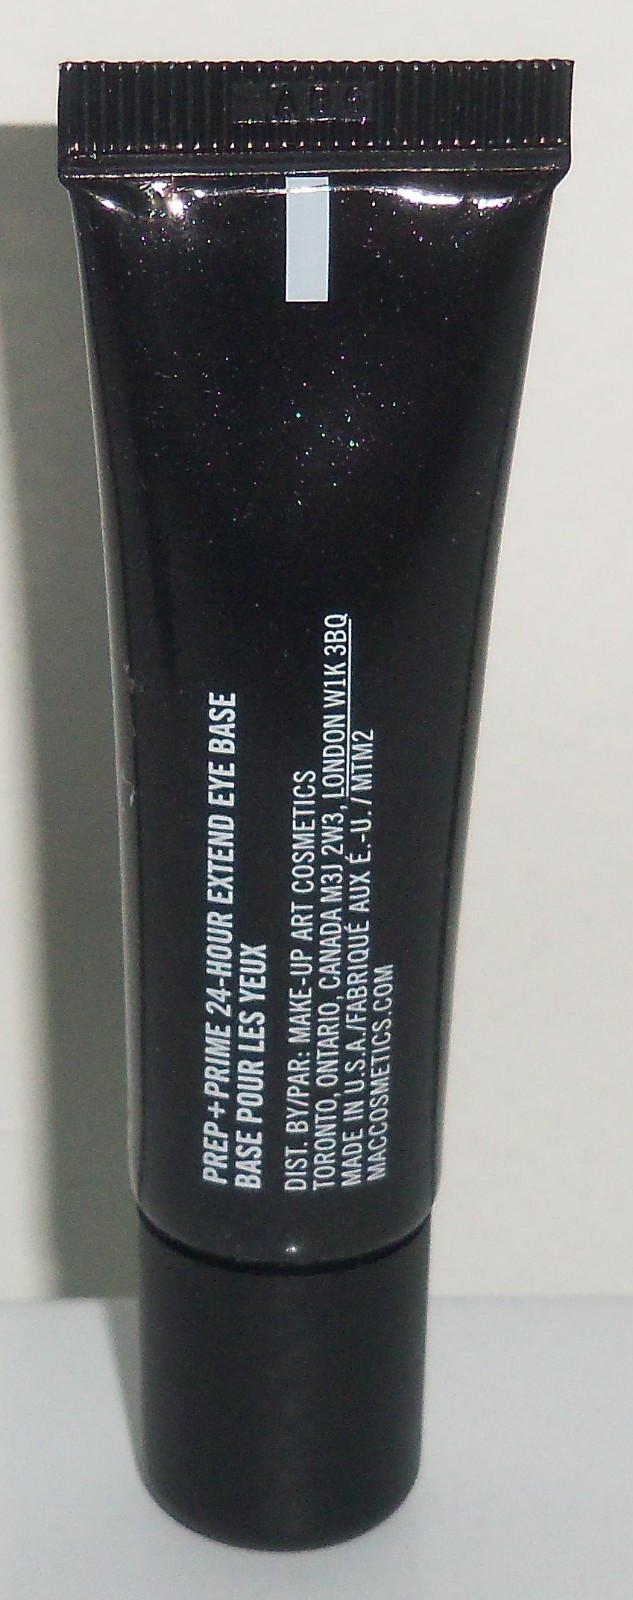 PREP+PRIME 24-HOUR EXTEND EYE BASE
BASE POUR LES YEUX
DIST. BY/PAR: MAKE-UP ART COSMETICS
TORONTO, ONTARIO, CANADA M3J 2W3, LONDON W1K 3BQ
MADE IN U.S.A./FABRIQUÉ AUX É.-U. / MTM2
MACCOSMETICS.COM